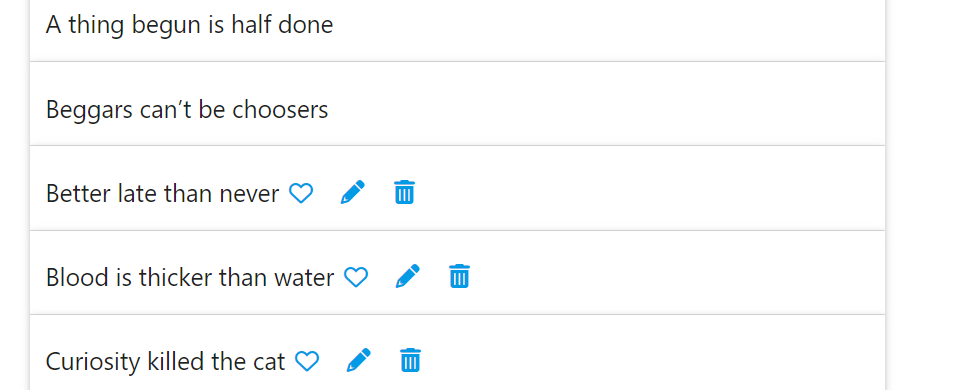 A thing begun is half done
Beggars can’t be choosers
Better late than never
Blood is thicker than water
Curiosity killed the cat